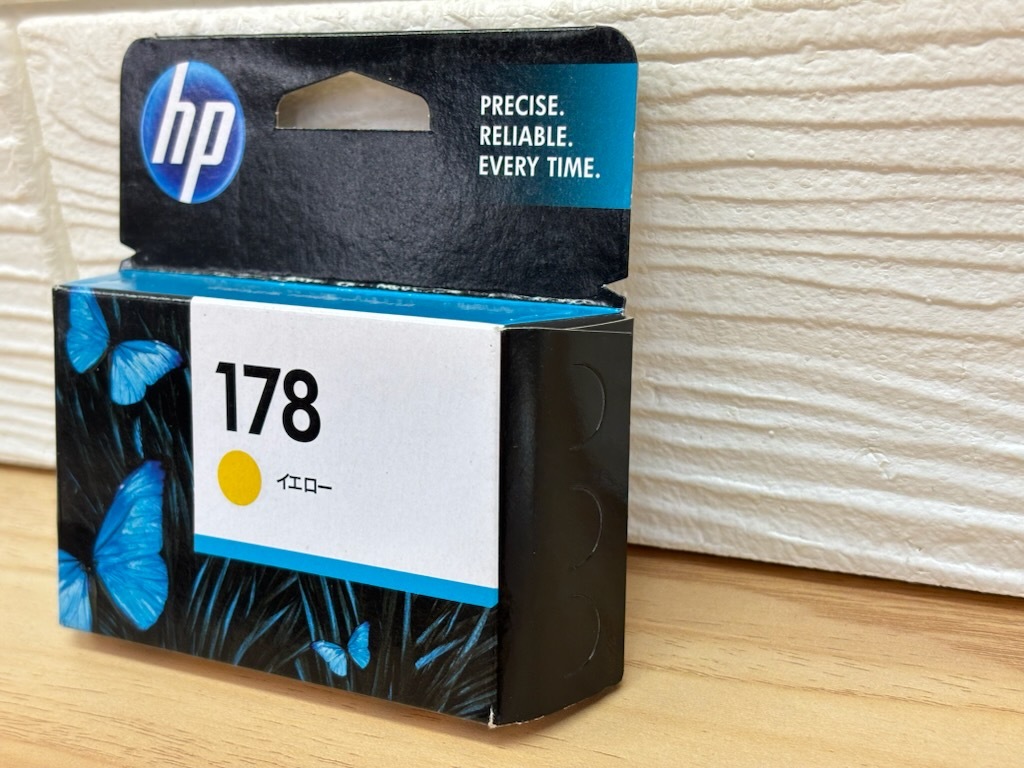 hp
PRECISE.
RELIABLE.
EVERY TIME.
178
イエロー